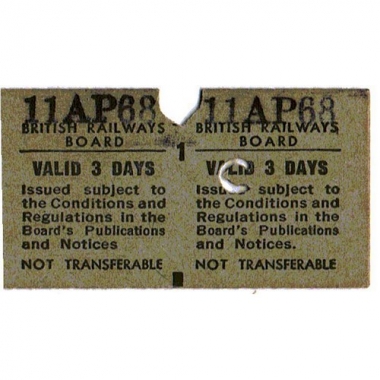 11AP68
BRITISH RAILWAYS
BOARD
VALID 3 DAYS
Issued subject to
the Conditions and
Regulations in the
Board's Publications
and Notices
NOT TRANSFERABLE
1
11AP68
BRITISH RAILWAYS
BOARD
VALID 3 DAYS
Issued subject to
the Conditions and
Regulations in the
Board's Publications
and Notices.
NOT TRANSFERABLE